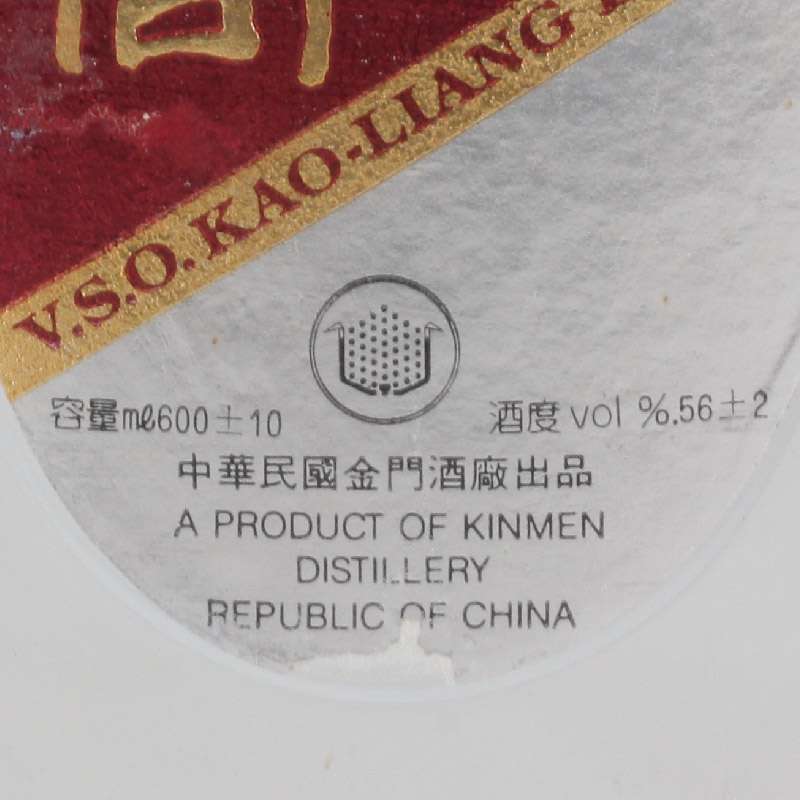 V.S.O. KAO-LIANG
容量ml600±10
酒度 vol %.56±2
中華民國金門酒廠出品
A PRODUCT OF KINMEN
DISTILLERY
REPUBLIC OF CHINA